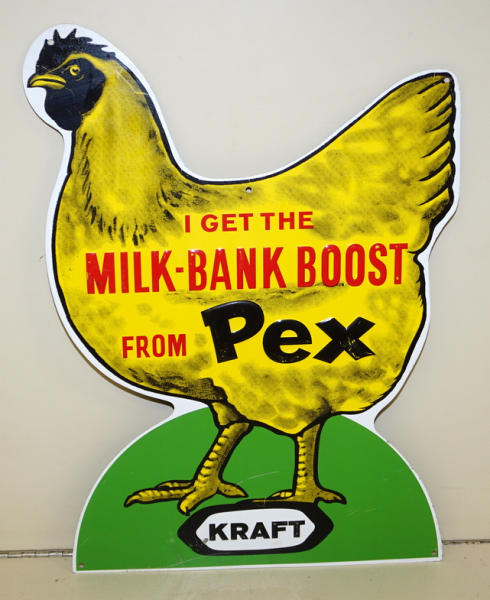 I GET THE
MILK-BANK BOOST
FROM Pex
KRAFT